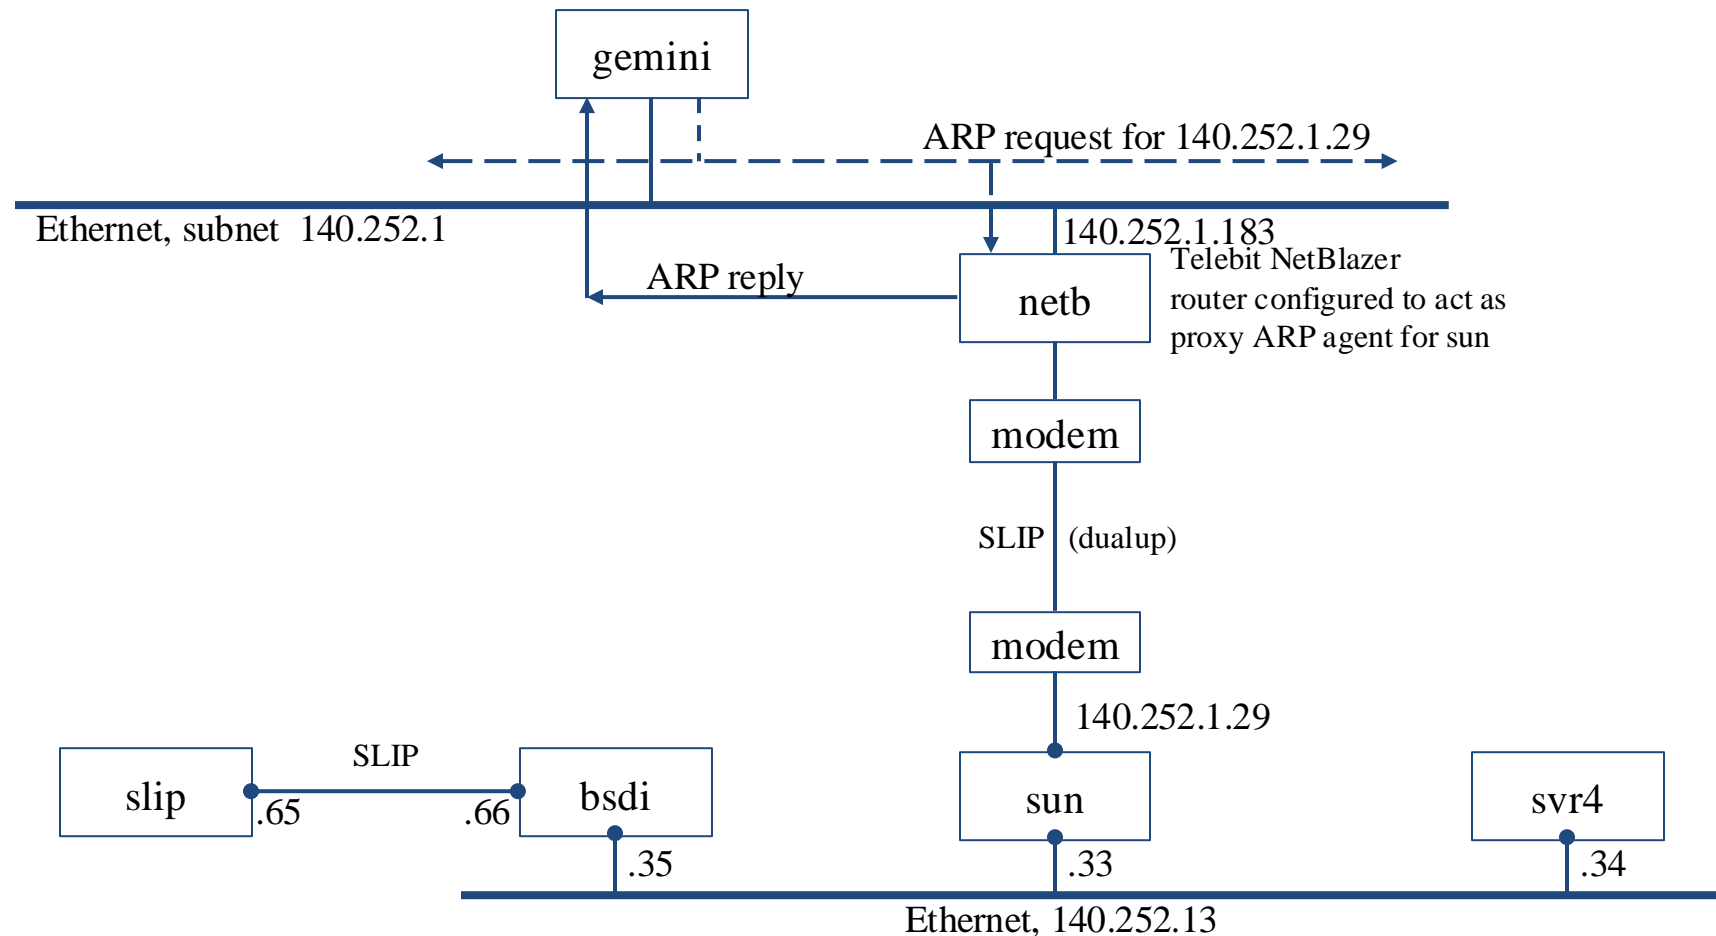 gemini
ARP request for 140.252.1.29
Ethernet, subnet 140.252.1
140.252.1.183
Telebit NetBlazer
router configured to act as
proxy ARP agent for sun
ARP reply
netb
modem
SLIP (dualup)
modem
140.252.1.29
SLIP
slip
.65
.66
bsdi
sun
svr4
.35
.33
.34
Ethernet, 140.252.13